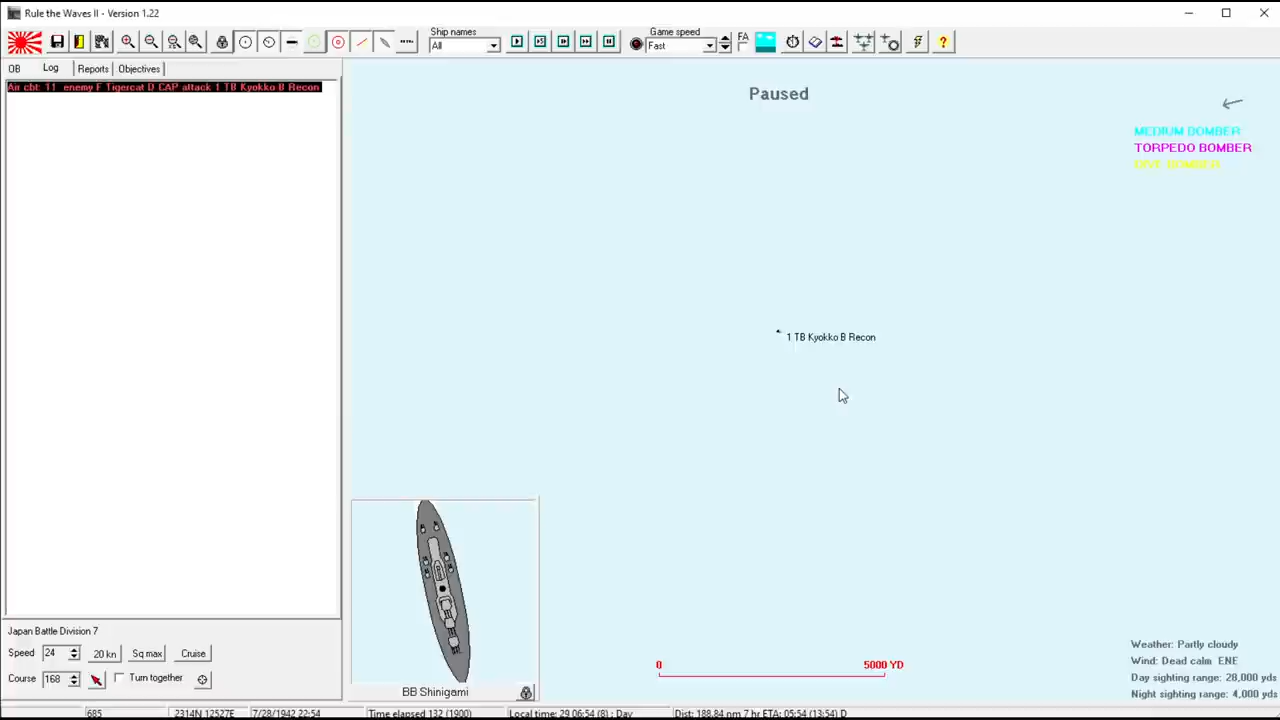 Rule the Waves II - Version 1.22
Ship names
All
Game speed
Fast
FA
OB Log Reports Objectives
Air cbt: 11 enemy F Tigercat D CAP attack 1 TB Kyokko B Recon
Paused
MEDIUM BOMBER
TORPEDO BOMBER
DIVE BOMBER
1 TB Kyokko B Recon
Japan Battle Division 7
Speed 24 20 kn Sq max Cruise
Course 168 Turn together
BB Shinigami
0 5000 YD
Weather: Partly cloudy
Wind: Dead calm ENE
Day sighting range: 28,000 yds
Night sighting range: 4,000 yds
685 2314N 12527E 7/28/1942 22:54 Time elapsed 132 (1900) Local time: 29 06:54 (8) : Day Dist: 188.84 nm 7 hr ETA: 05:54 (13:54) D